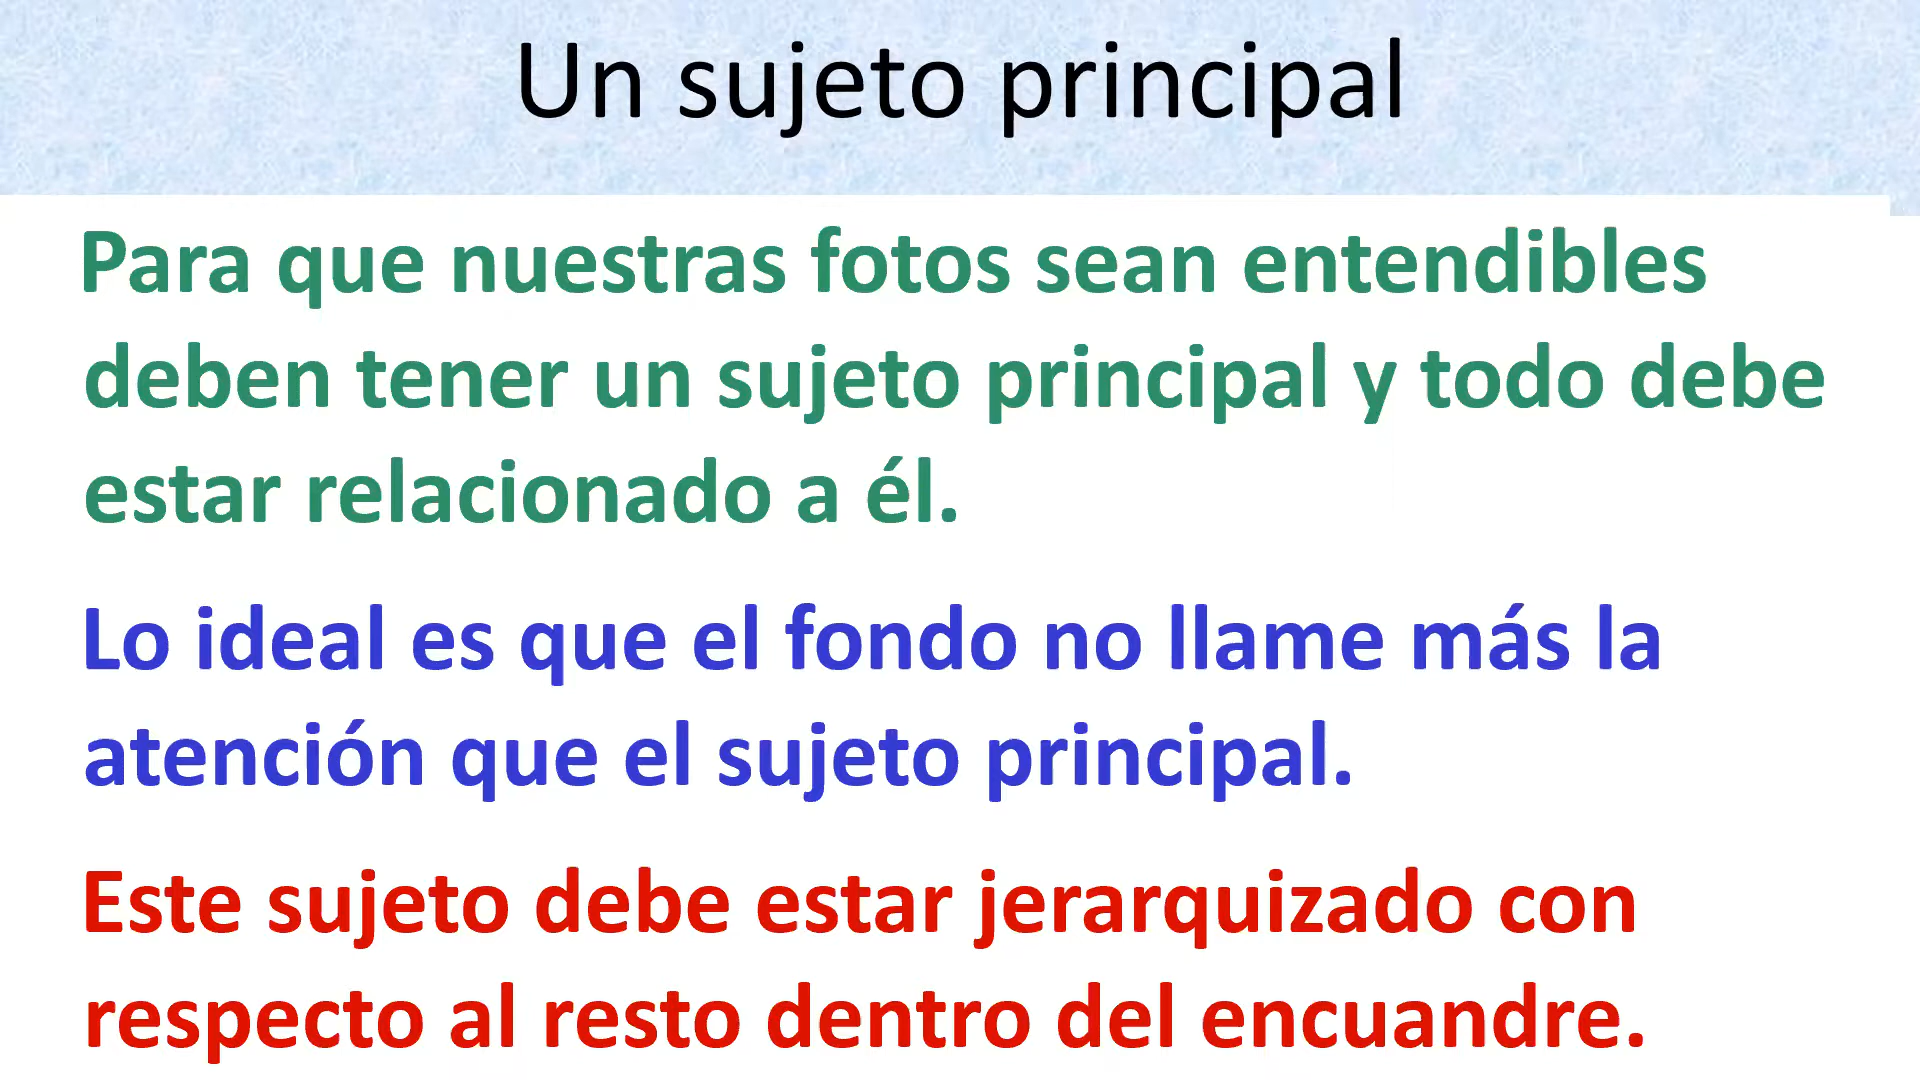 Un sujeto principal
Para que nuestras fotos sean entendibles
deben tener un sujeto principal y todo debe
estar relacionado a él.
Lo ideal es que el fondo no llame más la
atención que el sujeto principal.
Este sujeto debe estar jerarquizado con
respecto al resto dentro del encuandre.